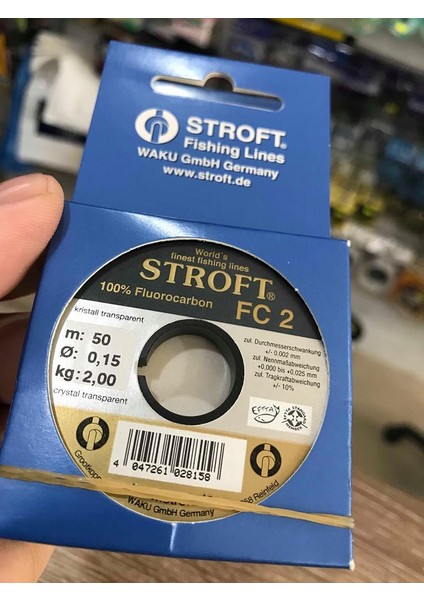 STROFT®
Fishing Lines
WAKU GmbH Germany
www.stroft.de
World's
finest fishing lines
STROFT®
100% Fluorocarbon
FC 2
kristall transparent
m: 50
Ø: 0,15
kg: 2,00
crystal transparent
zul. Durchmesserschwankung
+/- 0.002 mm
zul. Nennmaßabweichung
+0,000 bis +0,025 mm
zul. Tragkraftabweichung
+/- 10%
4 047261 028158
Reinfeld
WAKU GmbH Germany